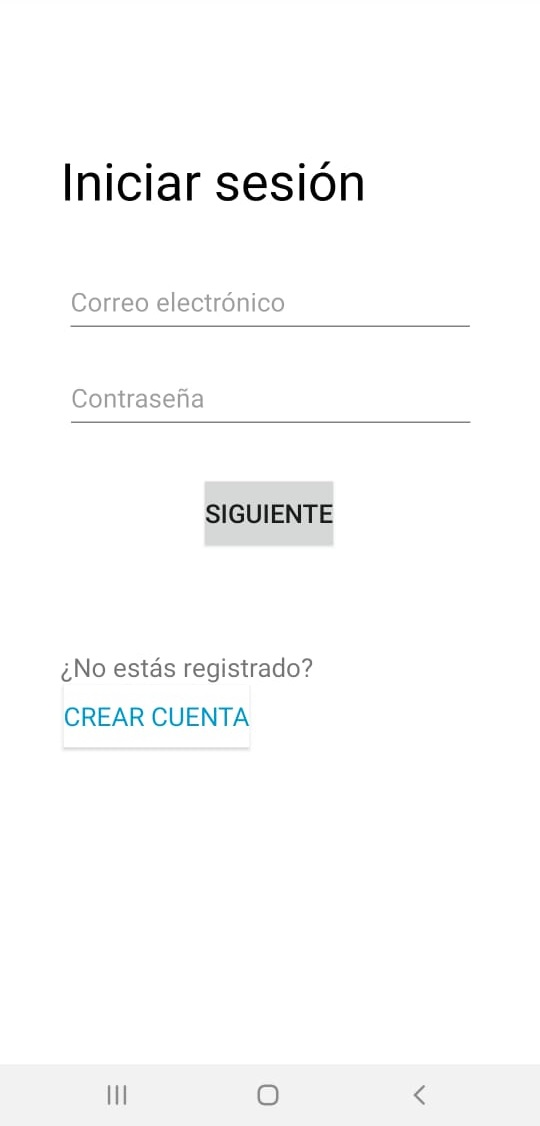 Iniciar sesión
Correo electrónico
Contraseña
SIGUIENTE
¿No estás registrado?
CREAR CUENTA